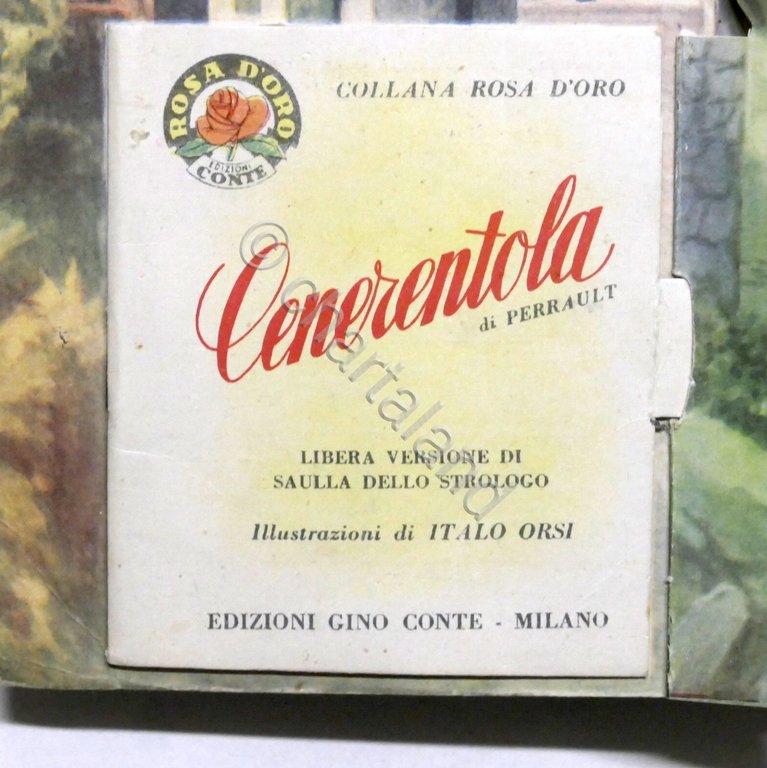 ROSA D'ORO
EDIZIONI
CONTE
COLLANA ROSA D'ORO
Cenerentola
di PERRAULT
LIBERA VERSIONE DI
SAULLA DELLO STROLOGO
Illustrazioni di ITALO ORSI
EDIZIONI GINO CONTE - MILANO
© chartaland